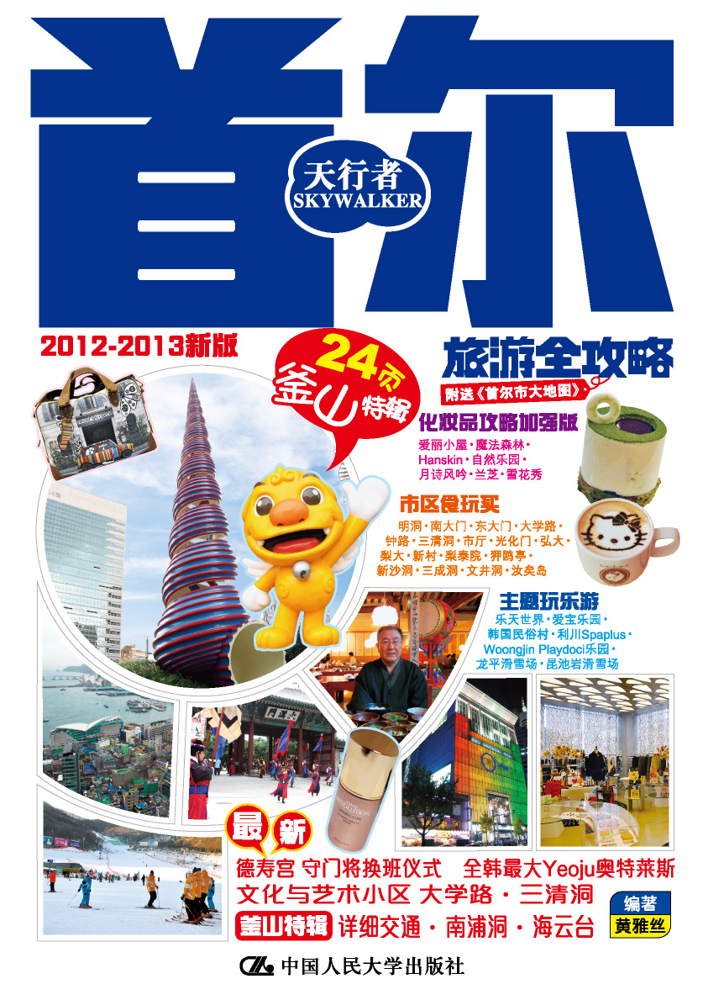 首尔
天行者
SKYWALKER
2012-2013新版
24页
釜山特辑
旅游全攻略
附送《首尔市大地图》
化妆品攻略加强版
爱丽小屋·魔法森林·
Hanskin·自然乐园·
月诗风吟·兰芝·雪花秀
市区食玩买
明洞·南大门·东大门·大学路·
钟路·三清洞·市厅·光化门·弘大·
梨大·新村·梨泰院·狎鸥亭·
新沙洞·三成洞·文井洞·汝矣岛
主题玩乐游
乐天世界·爱宝乐园·
韩国民俗村·利川Spaplus·
Woongjin Playdoci乐园·
龙平滑雪场·昆池岩滑雪场
最新
德寿宫 守门将换班仪式 全韩最大Yeoju奥特莱斯
文化与艺术小区 大学路·三清洞
釜山特辑 详细交通·南浦洞·海云台
编著
黄雅丝
中国人民大学出版社